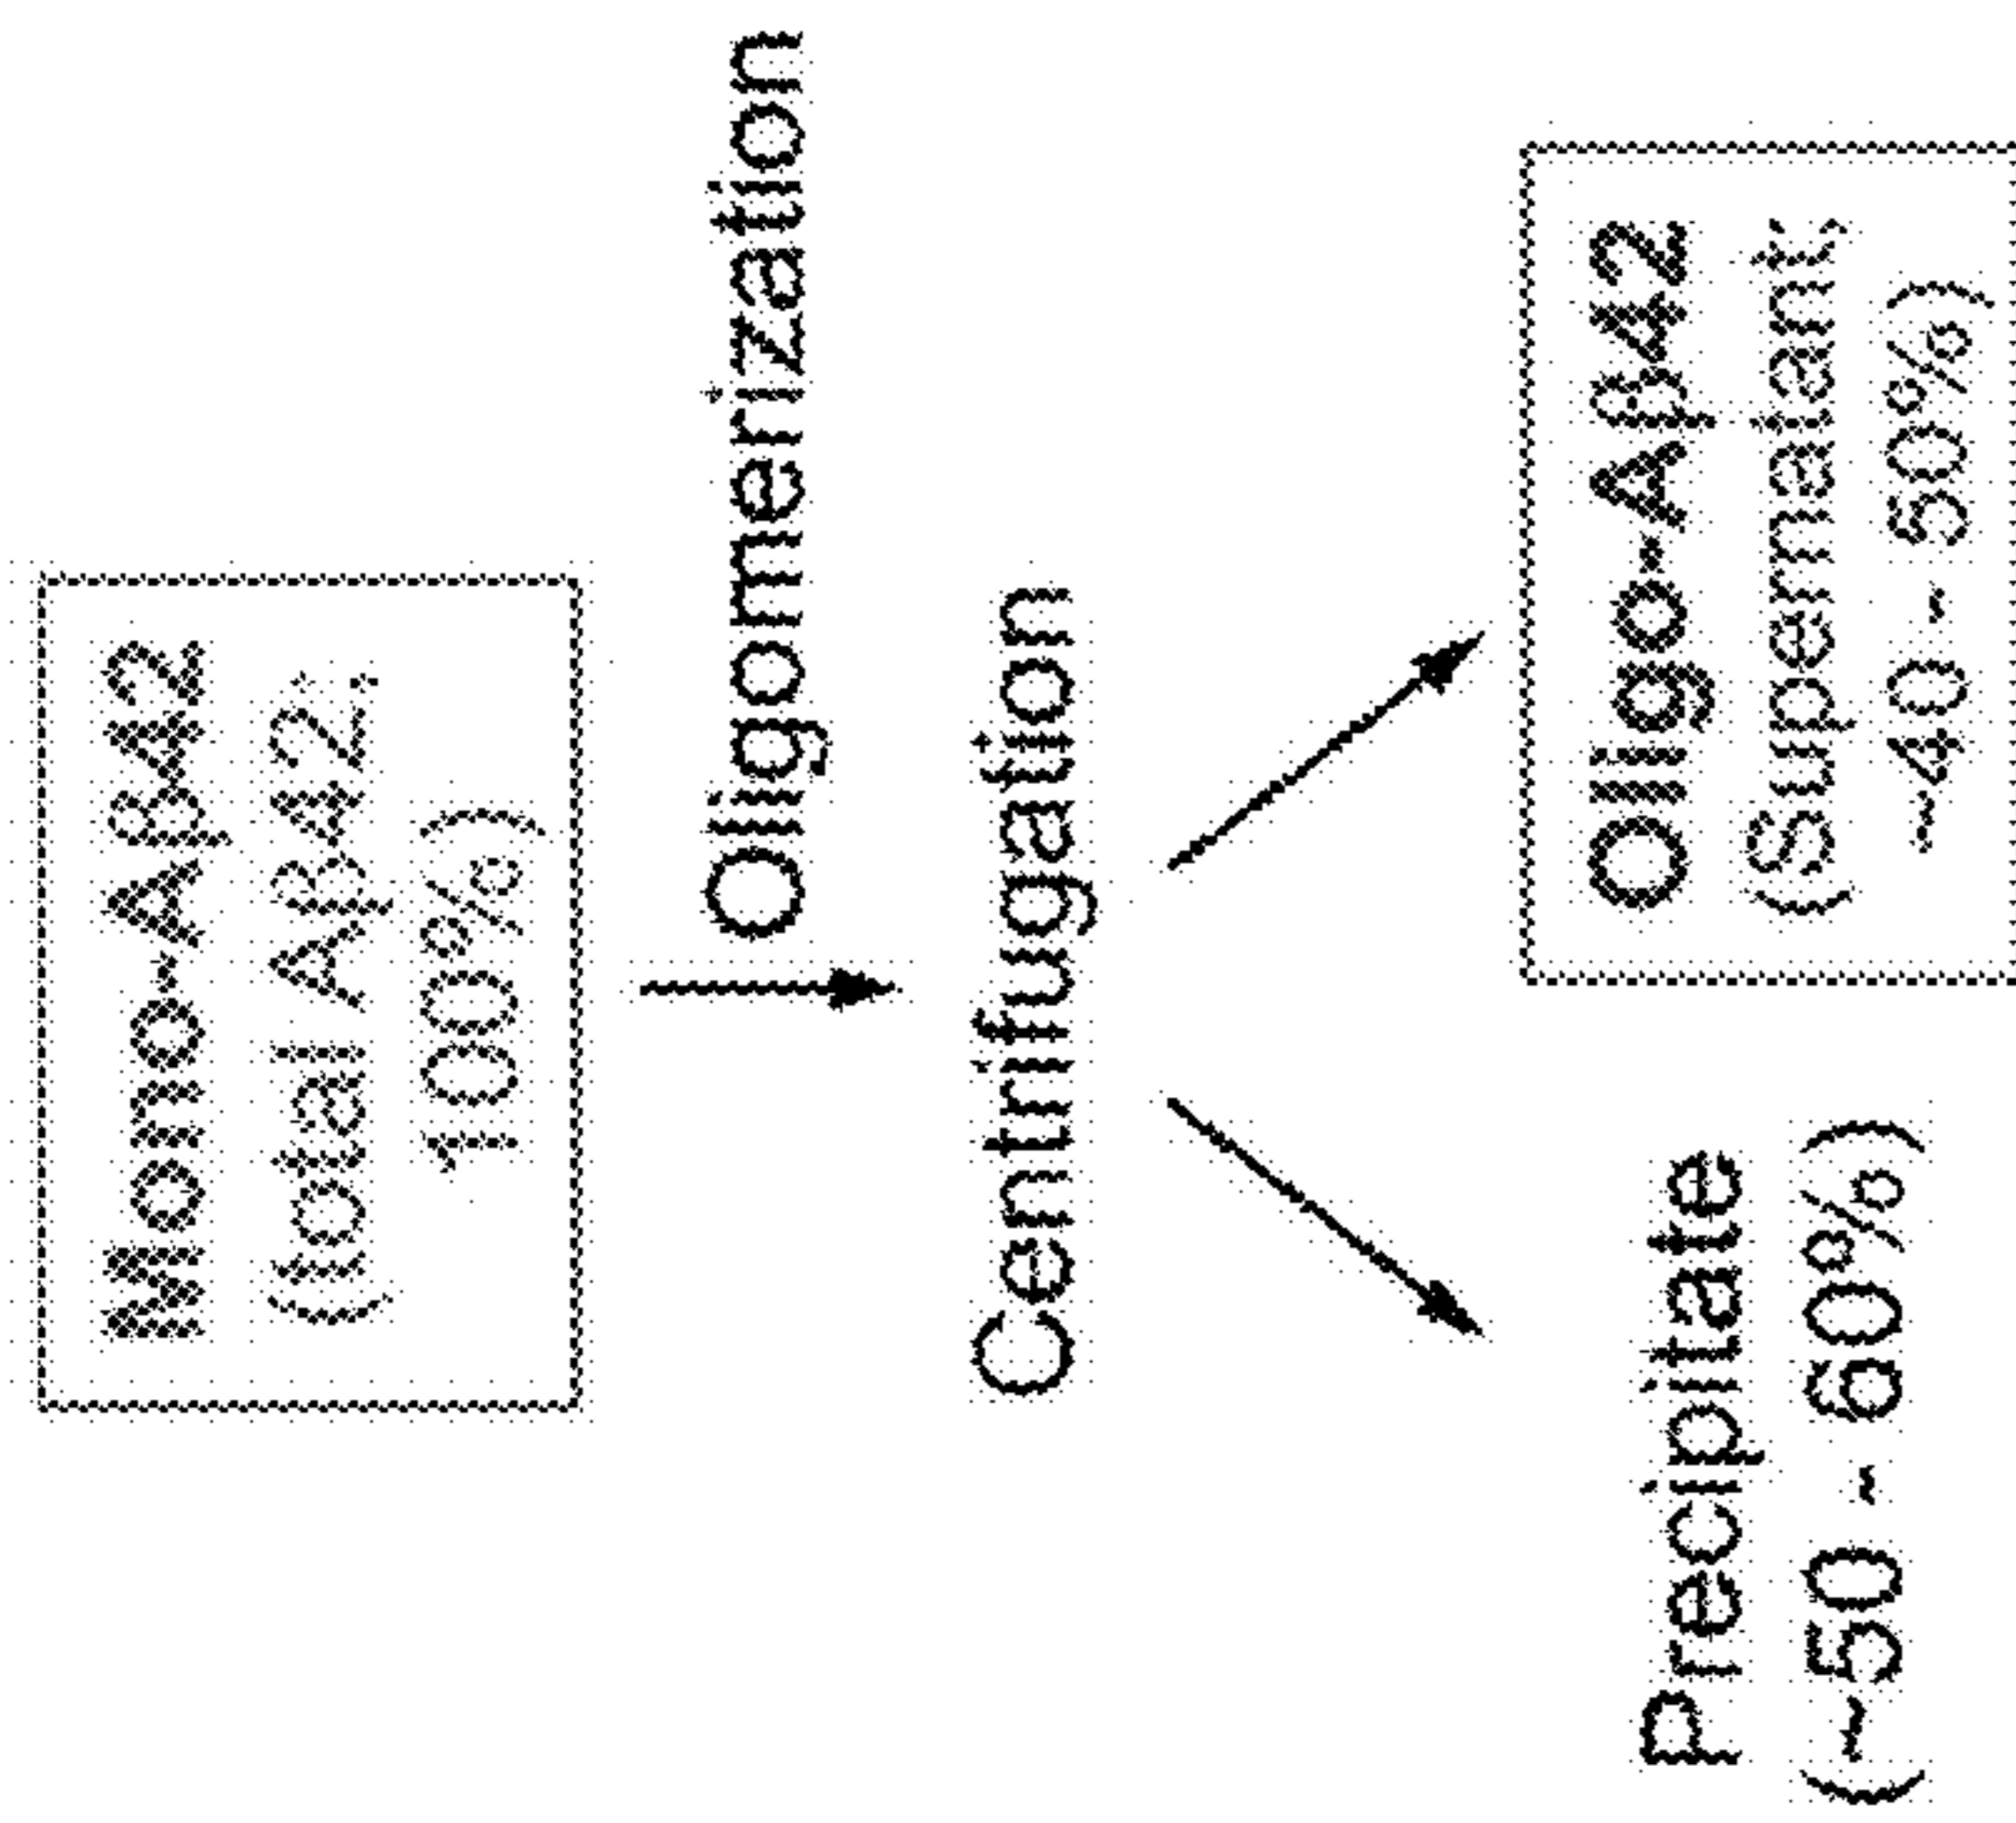 Mono-Aβ42
(total Aβ42:
100%)
Oligomerization
Centrifugation
Precipitate
(~50 ~ 60%)
Oligo-Aβ42
(Supernatant;
~40 ~ 50%)